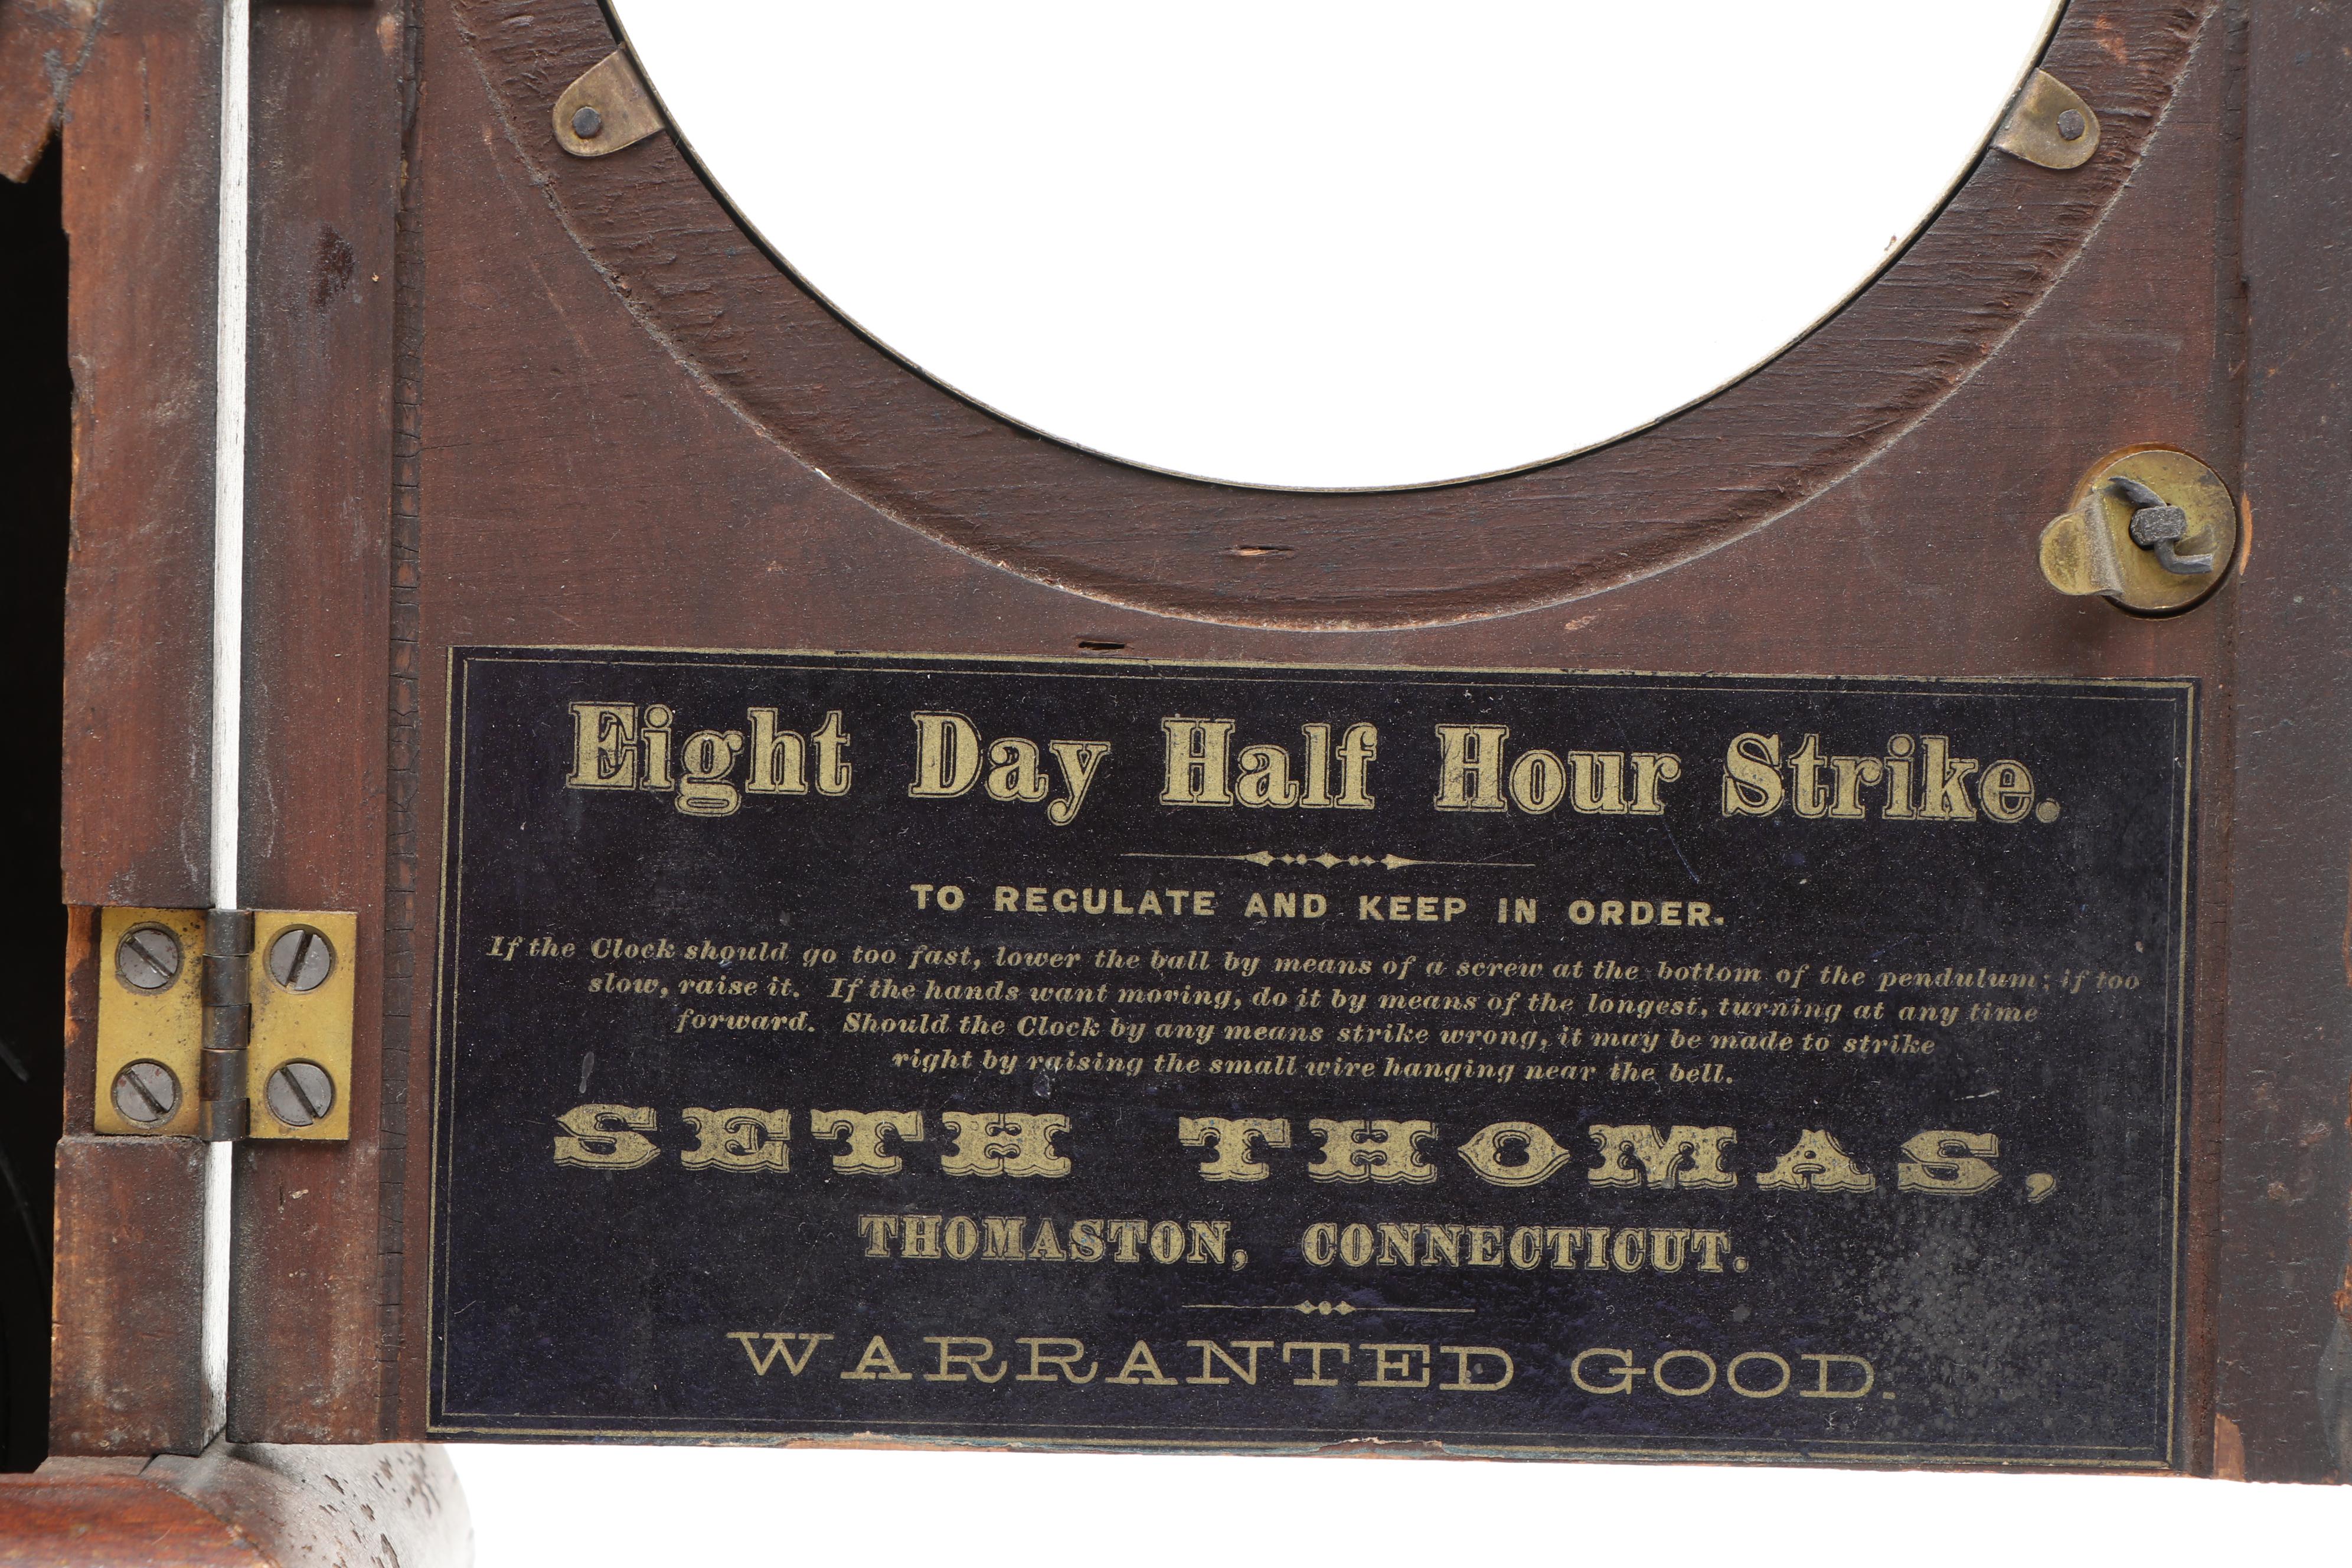 Eight Day Half Hour Strike.
TO REGULATE AND KEEP IN ORDER.
If the Clock should go too fast, lower the ball by means of a screw at the bottom of the pendulum; if too
slow, raise it. If the hands want moving, do it by means of the longest, turning at any time
forward. Should the Clock by any means strike wrong, it may be made to strike
right by raising the small wire hanging near the bell.
SETH THOMAS,
THOMASTON, CONNECTICUT.
WARRANTED GOOD.